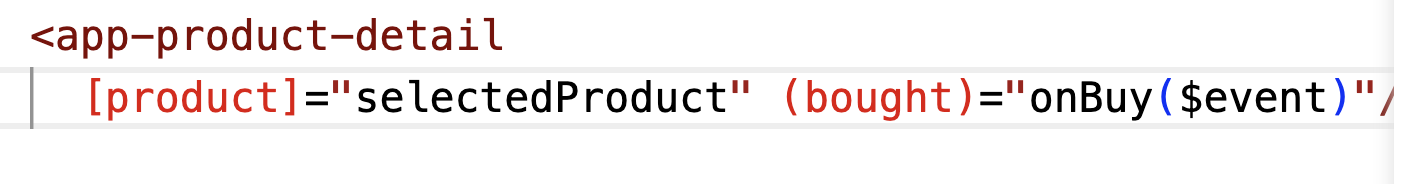 <app-product-detail
[product]="selectedProduct" (bought)="onBuy($event)"/